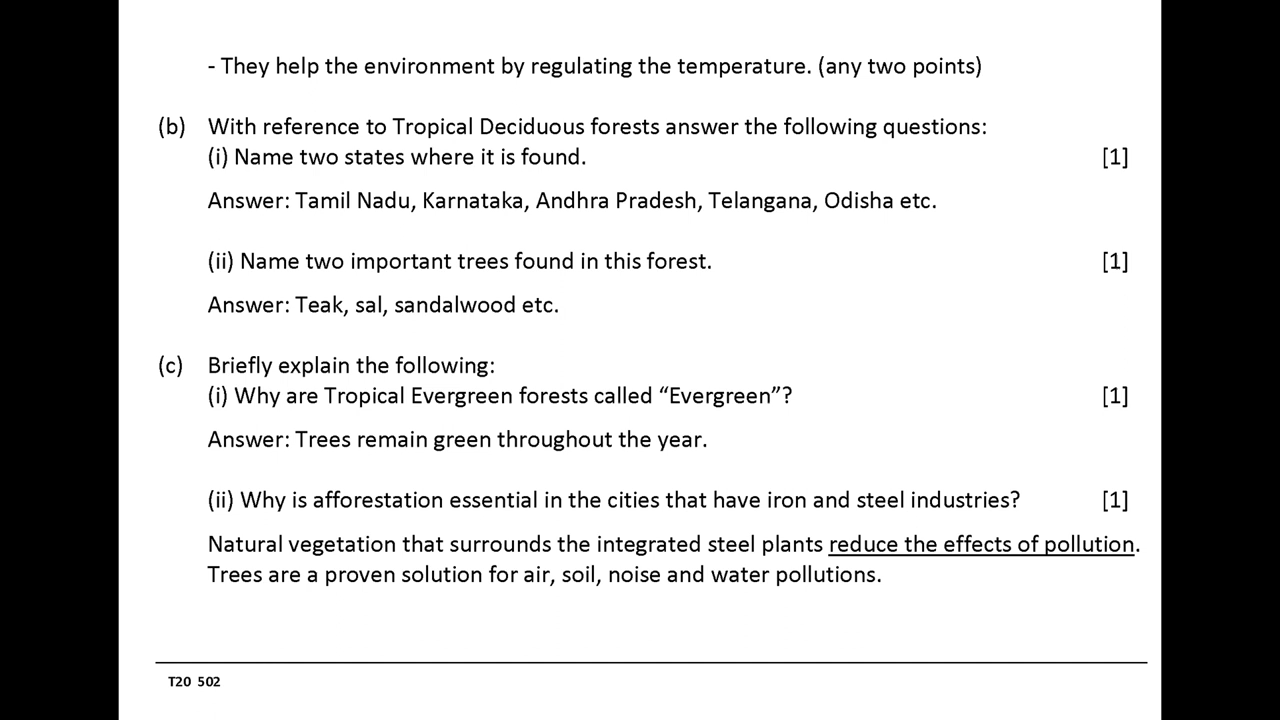 - They help the environment by regulating the temperature. (any two points)
(b) With reference to Tropical Deciduous forests answer the following questions:
(i) Name two states where it is found. [1]
Answer: Tamil Nadu, Karnataka, Andhra Pradesh, Telangana, Odisha etc.
(ii) Name two important trees found in this forest. [1]
Answer: Teak, sal, sandalwood etc.
(c) Briefly explain the following:
(i) Why are Tropical Evergreen forests called “Evergreen”? [1]
Answer: Trees remain green throughout the year.
(ii) Why is afforestation essential in the cities that have iron and steel industries? [1]
Natural vegetation that surrounds the integrated steel plants reduce the effects of pollution.
Trees are a proven solution for air, soil, noise and water pollutions.
T20 502